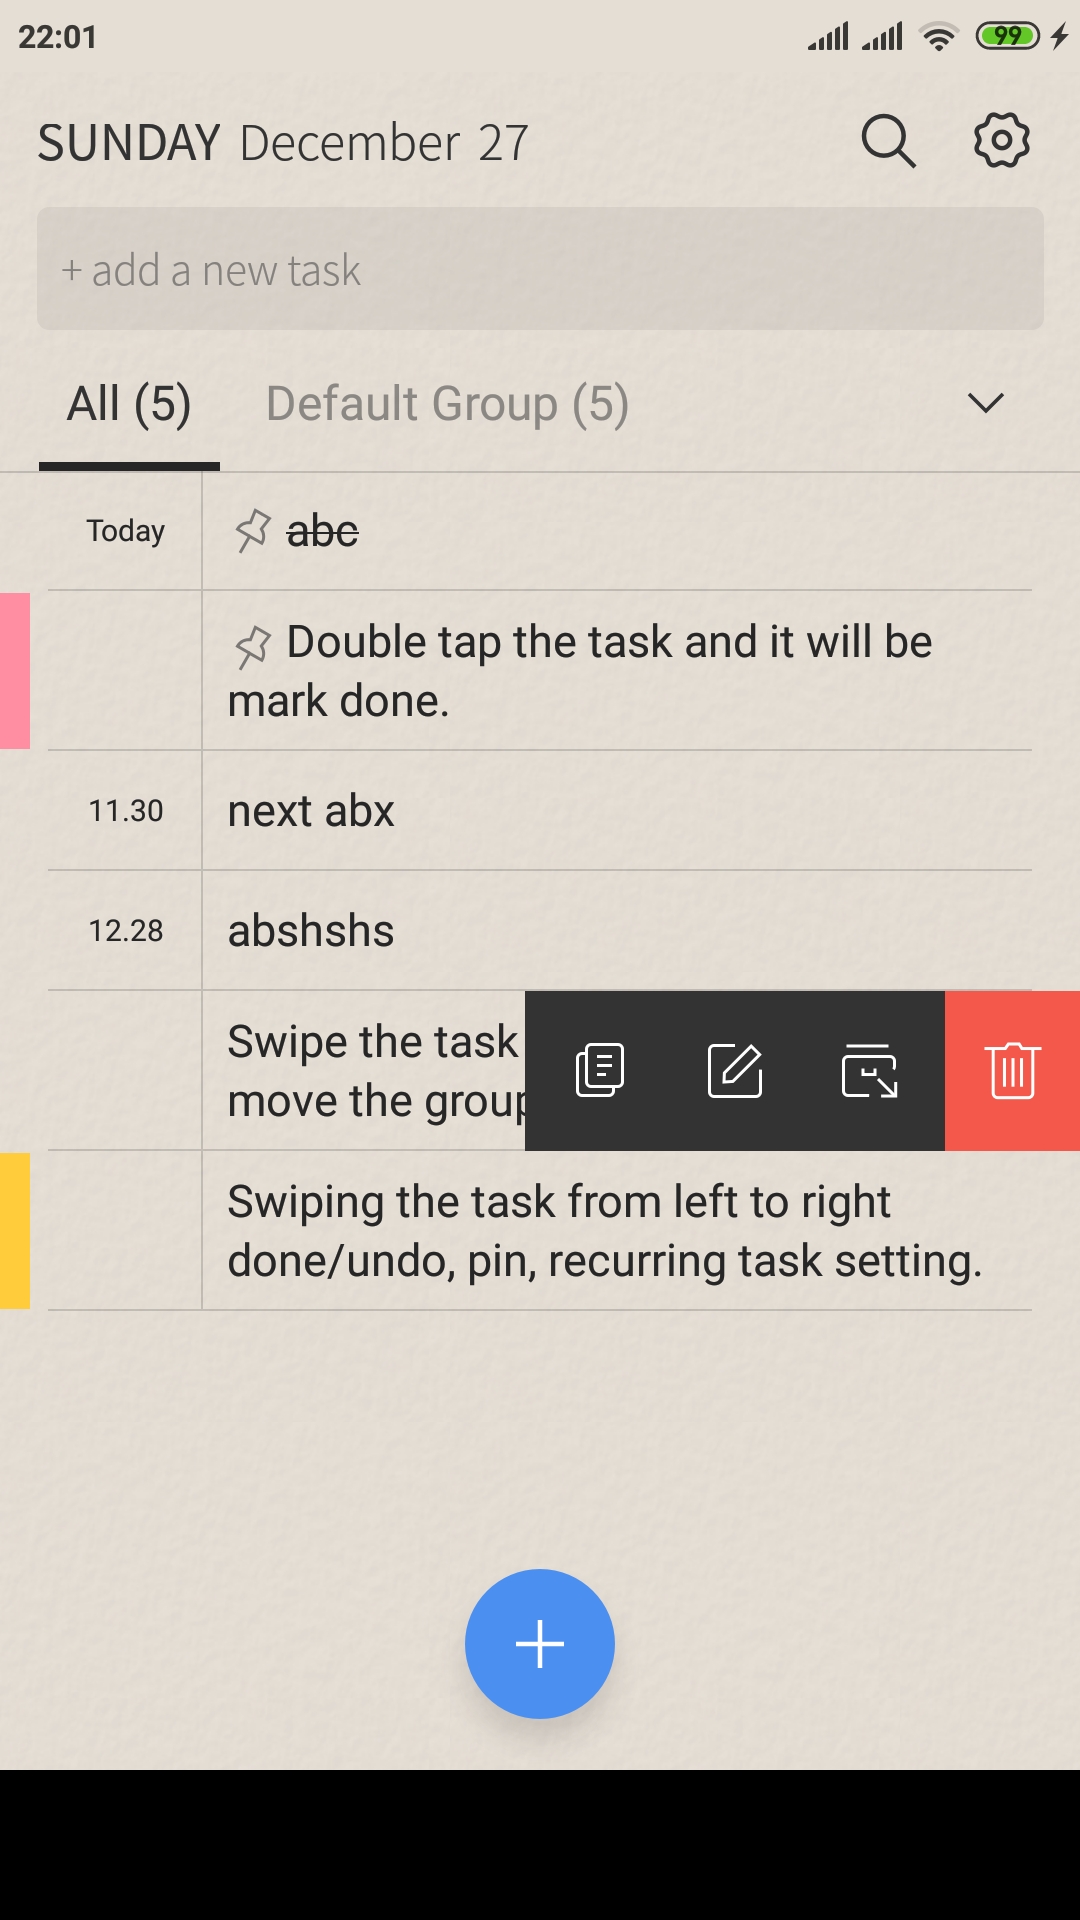 22:01
99
SUNDAY December 27
+ add a new task
All (5) Default Group (5)
Today abc
Double tap the task and it will be
mark done.
11.30 next abx
12.28 abshshs
Swipe the task
move the group
Swiping the task from left to right
done/undo, pin, recurring task setting.